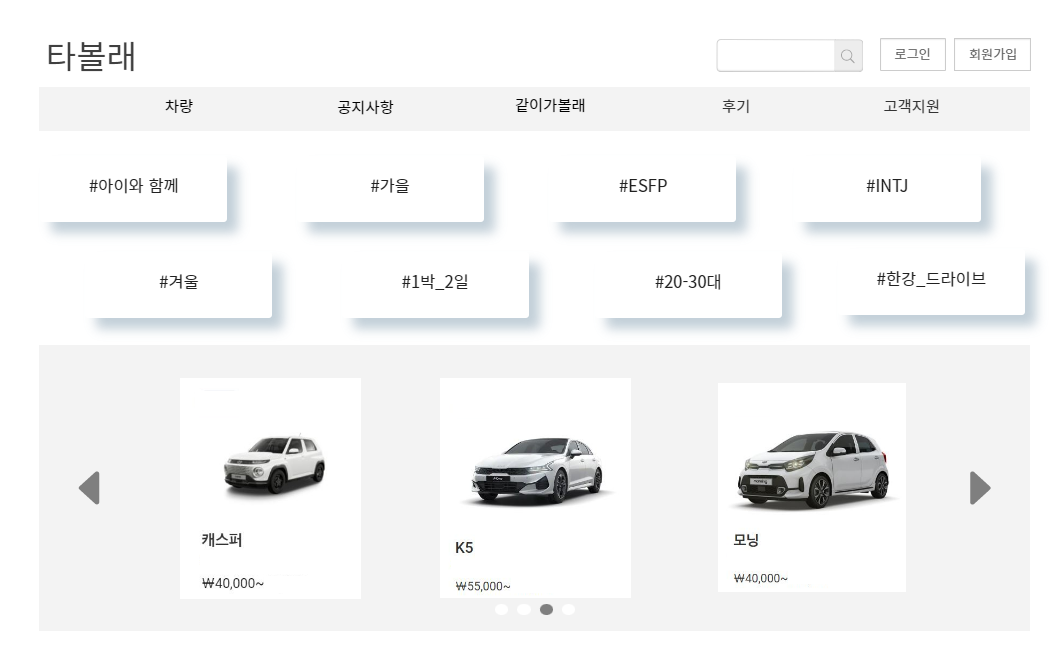 타볼래
로그인
회원가입
차량
공지사항
같이가볼래
후기
고객지원
#아이와 함께
#가을
#ESFP
#INTJ
#겨울
#1박_2일
#20-30대
#한강_드라이브
캐스퍼
₩40,000~
K5
₩55,000~
모닝
₩40,000~